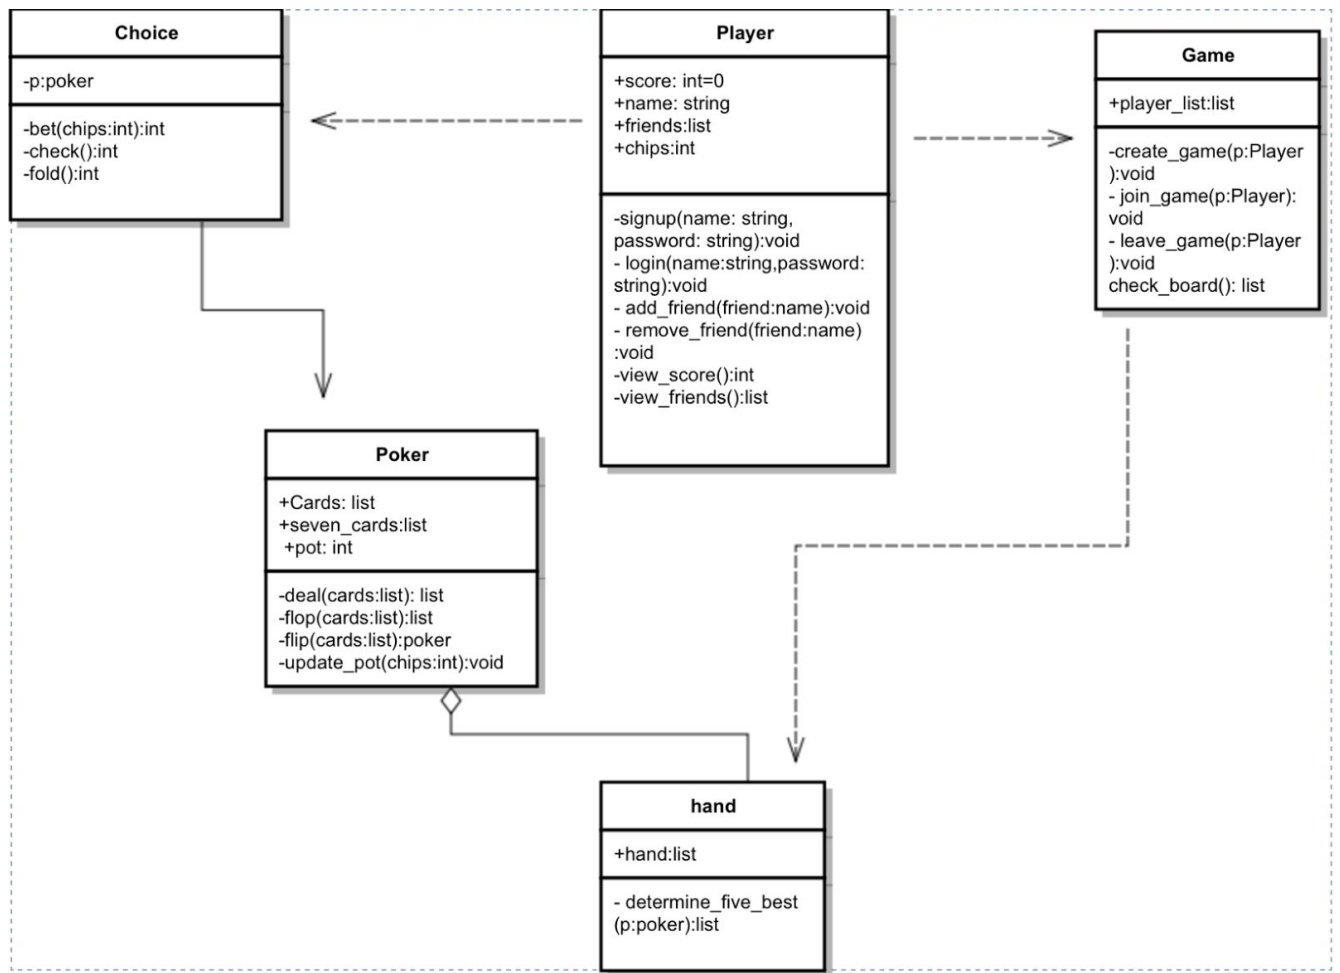 Choice
-p:poker
-bet(chips:int):int
-check():int
-fold():int
Player
+score: int=0
+name: string
+friends:list
+chips:int
-signup(name: string,
password: string):void
- login(name:string,password:
string):void
- add_friend(friend:name):void
- remove_friend(friend:name)
:void
-view_score():int
-view_friends():list
Game
+player_list:list
-create_game(p:Player
):void
- join_game(p:Player):
void
- leave_game(p:Player
):void
check_board(): list
Poker
+Cards: list
+seven_cards:list
+pot: int
-deal(cards:list): list
-flop(cards:list):list
-flip(cards:list):poker
-update_pot(chips:int):void
hand
+hand:list
- determine_five_best
(p:poker):list